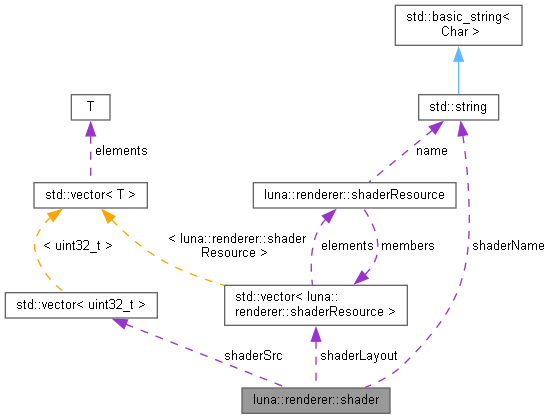 std::basic_string<
Char >
T
std::string
elements
name
std::vector< T >
luna::renderer::shaderResource
< luna::renderer::shader
Resource >
< uint32_t >
elements
members
shaderName
std::vector< uint32_t >
std::vector< luna::
renderer::shaderResource >
shaderSrc
shaderLayout
luna::renderer::shader